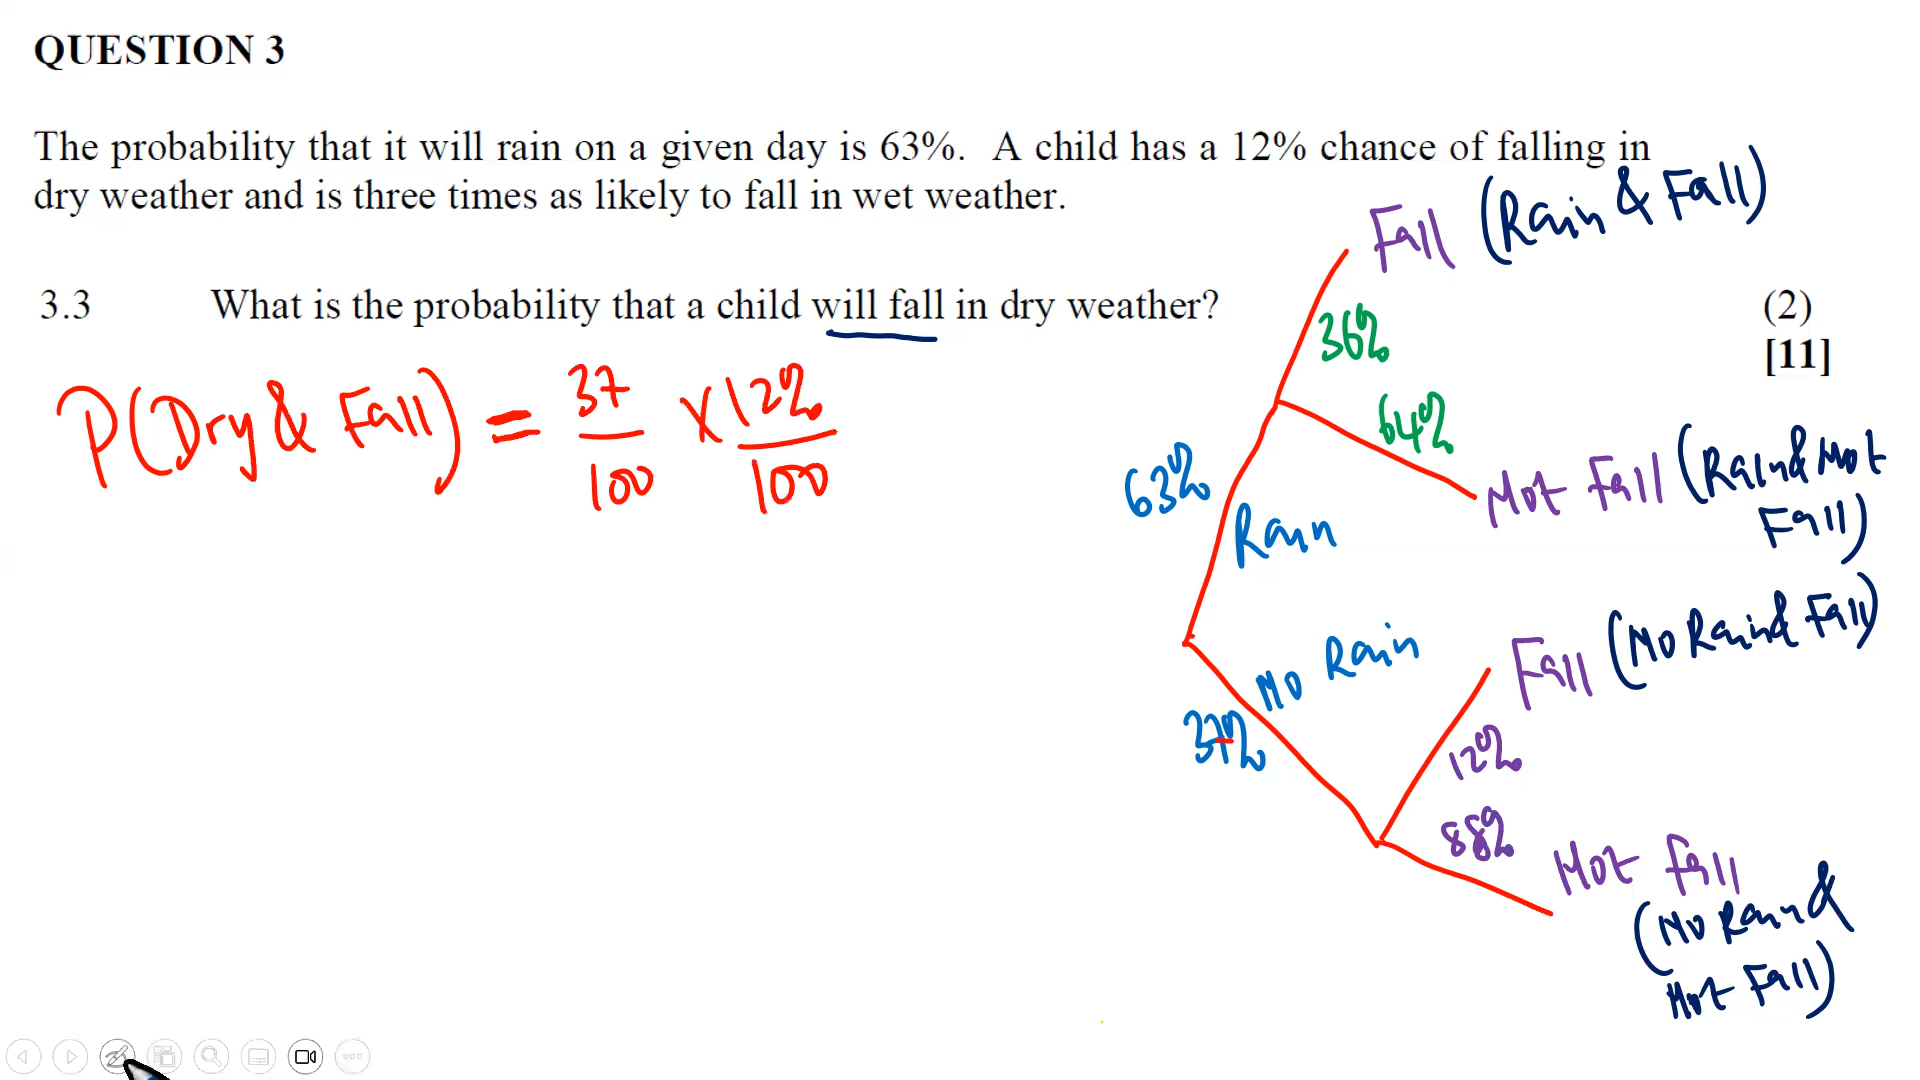 QUESTION 3
The probability that it will rain on a given day is 63%. A child has a 12% chance of falling in
dry weather and is three times as likely to fall in wet weather.
3.3 What is the probability that a child will fall in dry weather? (2)
[11]
P(Dry & Fall) = 37/100 × 12%/100
Fall (Rain & Fall)
36%
64%
Not Fall (Rain & Not
Fall)
63%
Rain
No Rain
37%
Fall (No Rain & Fall)
12%
88%
Not Fall
(No Rain &
Not Fall)